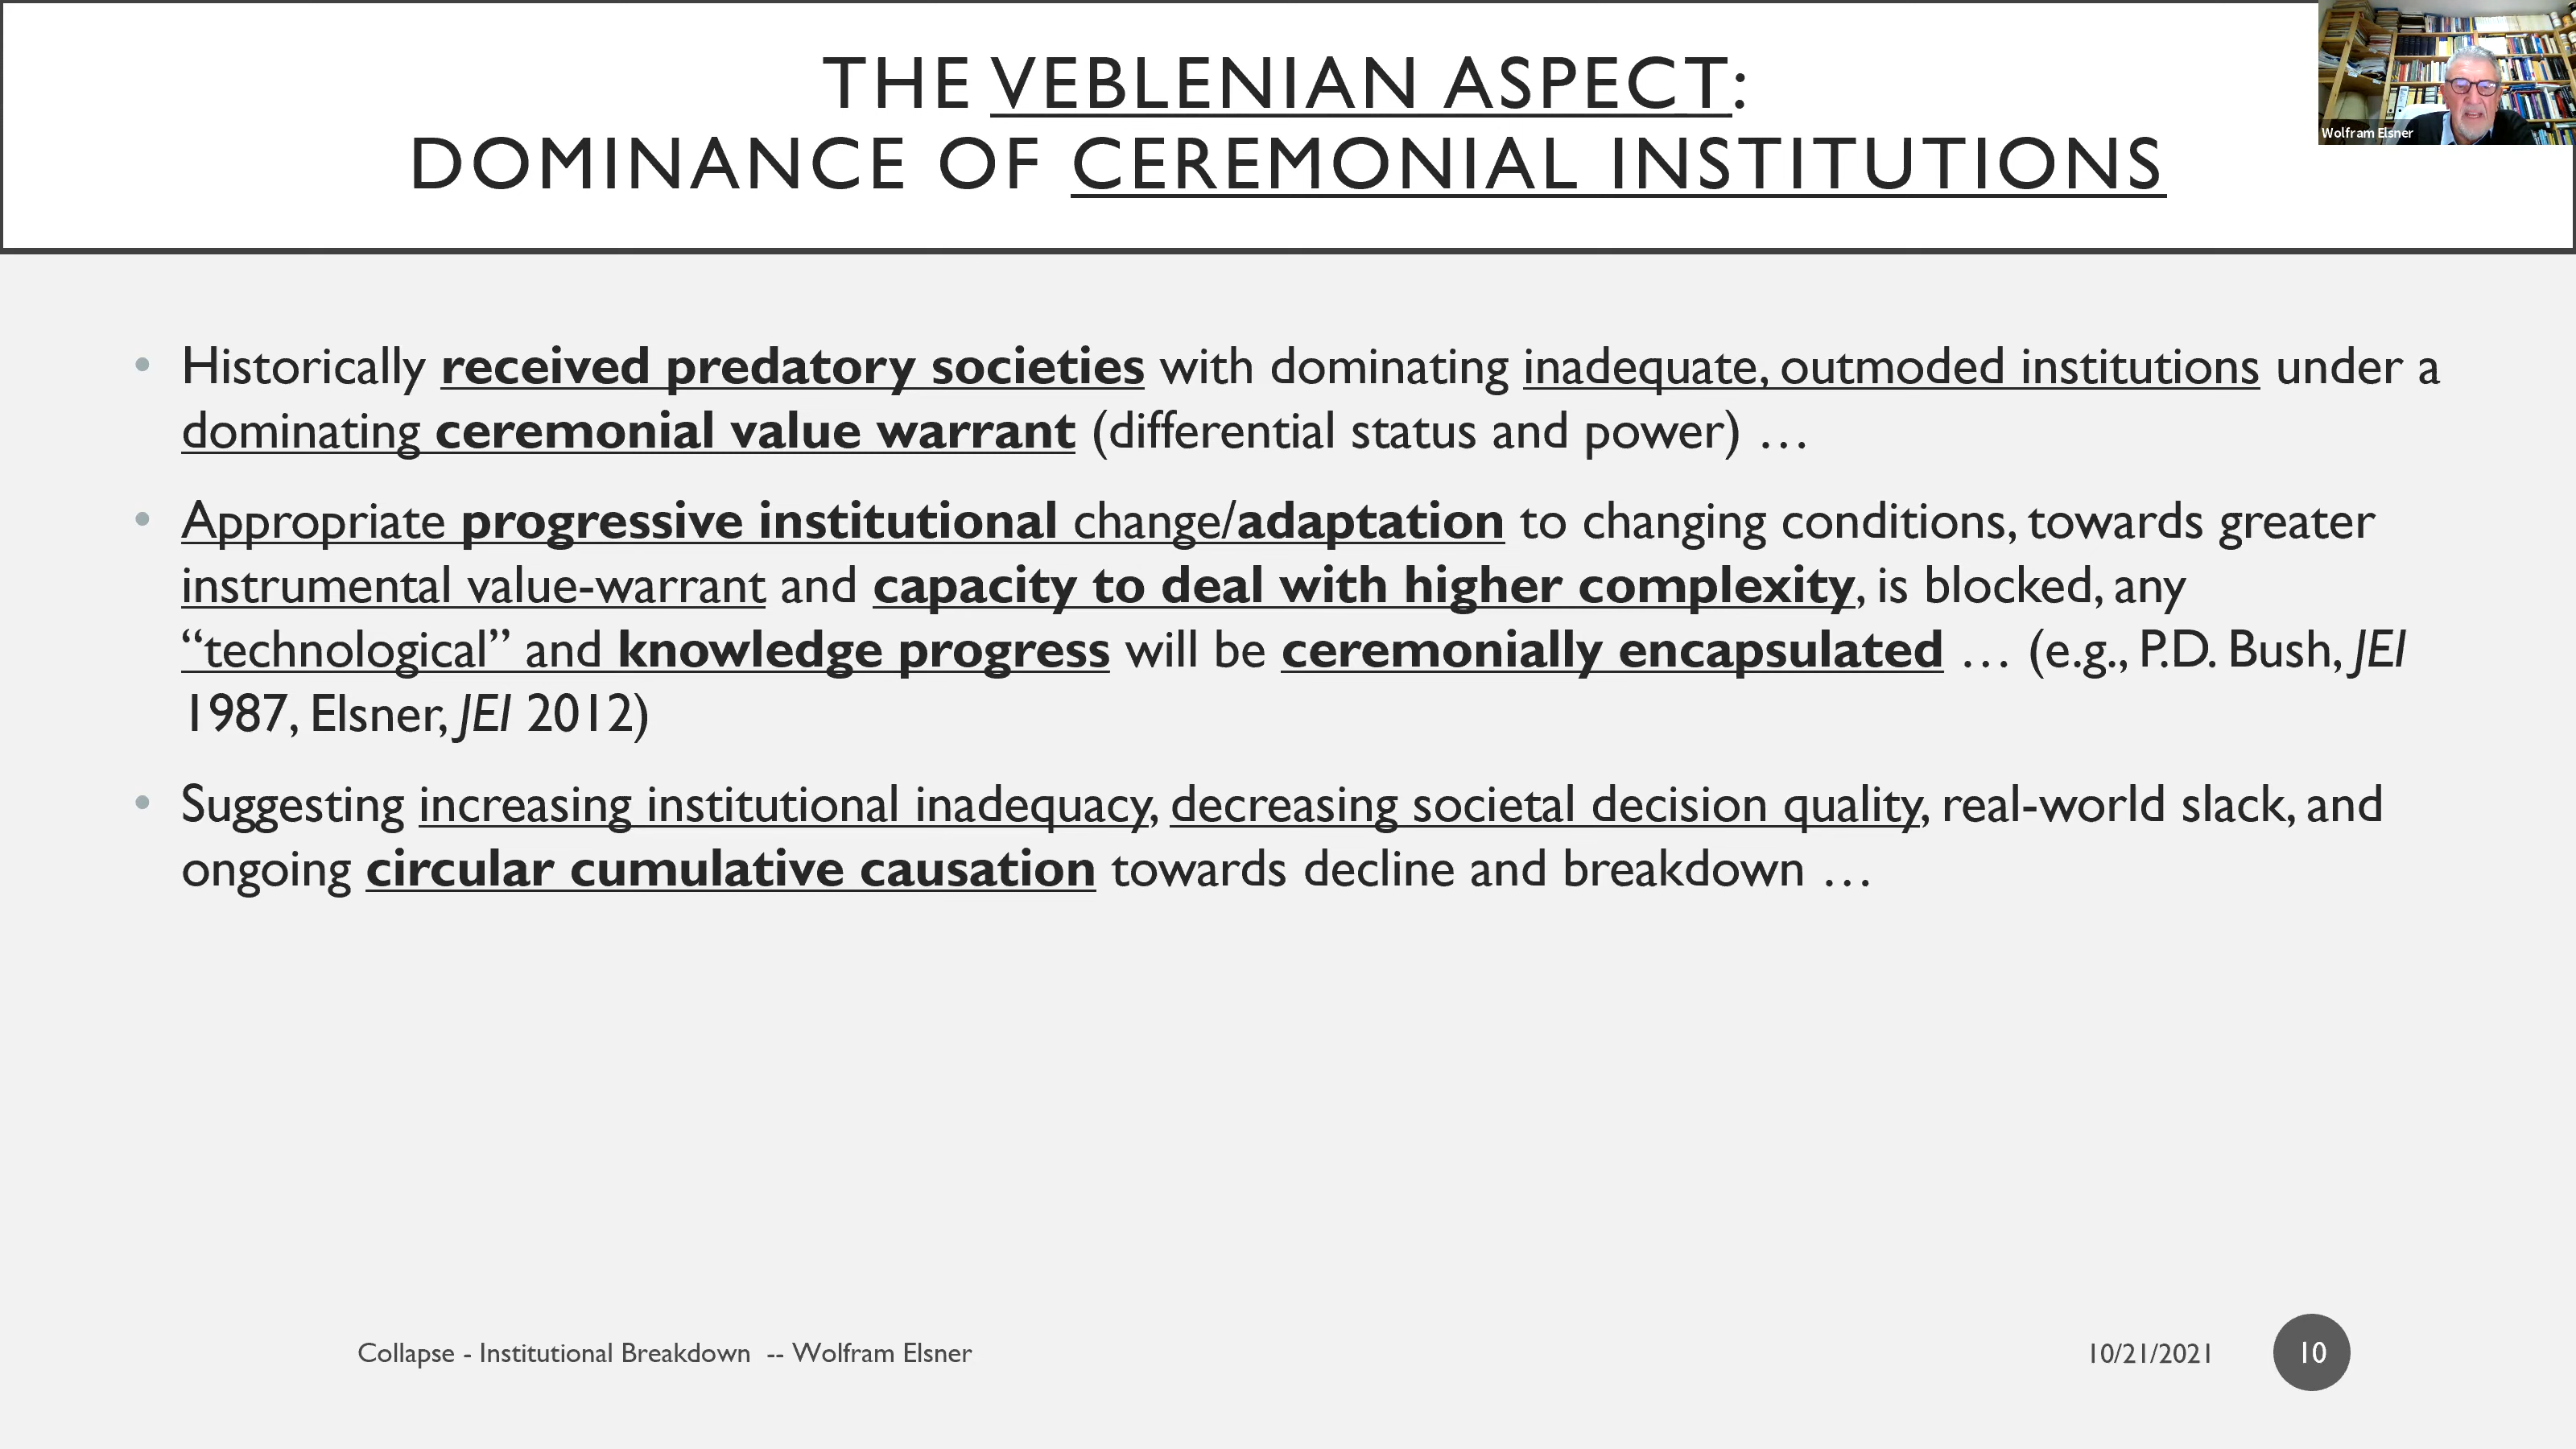 THE VEBLENIAN ASPECT:
DOMINANCE OF CEREMONIAL INSTITUTIONS
Wolfram Elsner
• Historically received predatory societies with dominating inadequate, outmoded institutions under a
dominating ceremonial value warrant (differential status and power) …
• Appropriate progressive institutional change/adaptation to changing conditions, towards greater
instrumental value-warrant and capacity to deal with higher complexity, is blocked, any
“technological” and knowledge progress will be ceremonially encapsulated … (e.g., P.D. Bush, JEI
1987, Elsner, JEI 2012)
• Suggesting increasing institutional inadequacy, decreasing societal decision quality, real-world slack, and
ongoing circular cumulative causation towards decline and breakdown …
Collapse - Institutional Breakdown -- Wolfram Elsner
10/21/2021
10